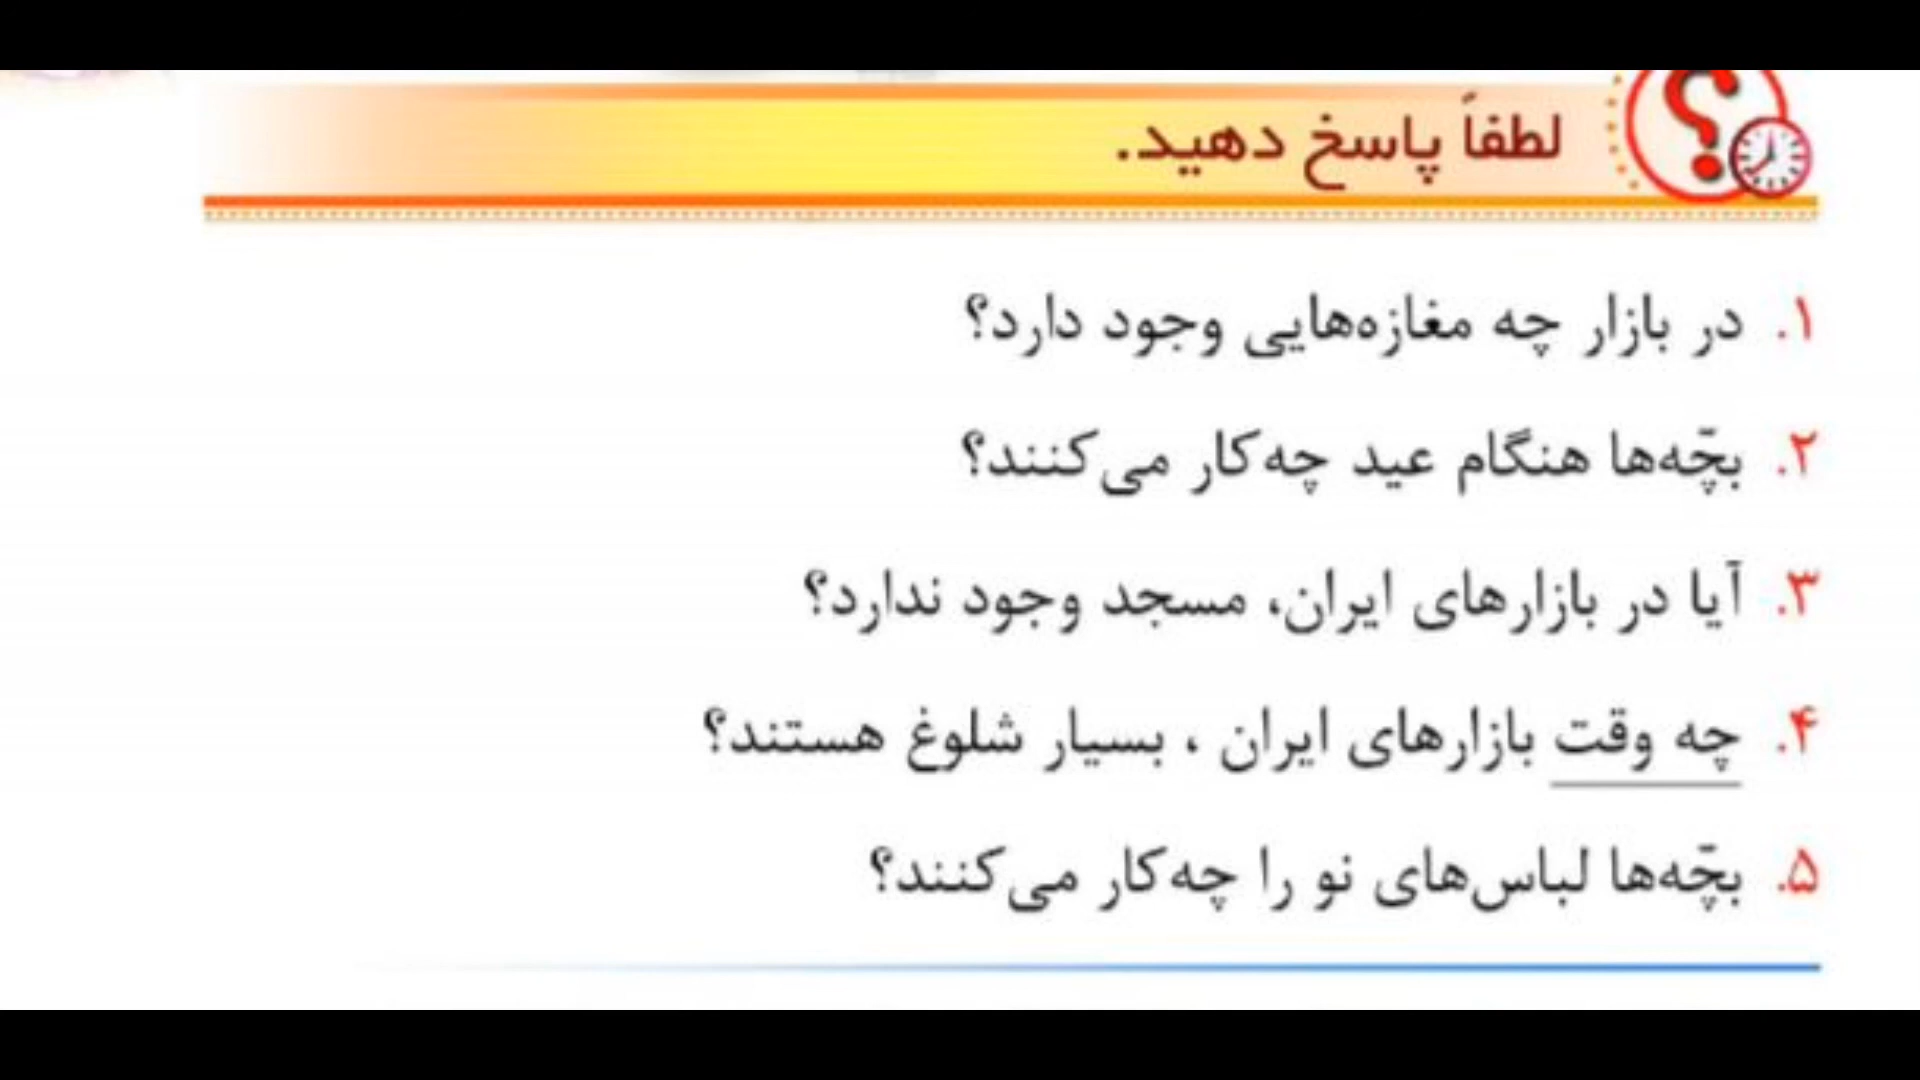 لطفاً پاسخ دهید.
۱. در بازار چه مغازه‌هایی وجود دارد؟
۲. بچّه‌ها هنگام عید چه‌کار می‌کنند؟
۳. آیا در بازارهای ایران، مسجد وجود ندارد؟
۴. چه وقت بازارهای ایران ، بسیار شلوغ هستند؟
۵. بچّه‌ها لباس‌های نو را چه‌کار می‌کنند؟